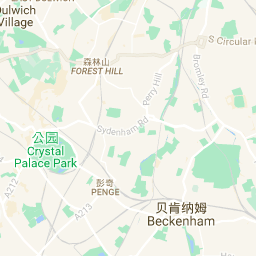 Dulwich
Village
S Circular
森林山
FOREST HILL
Perry Hill
Bromley Rd
Sydenham Rd
公园
Crystal
Palace Park
A212
彭奇
PENGE
A213
贝肯纳姆
Beckenham